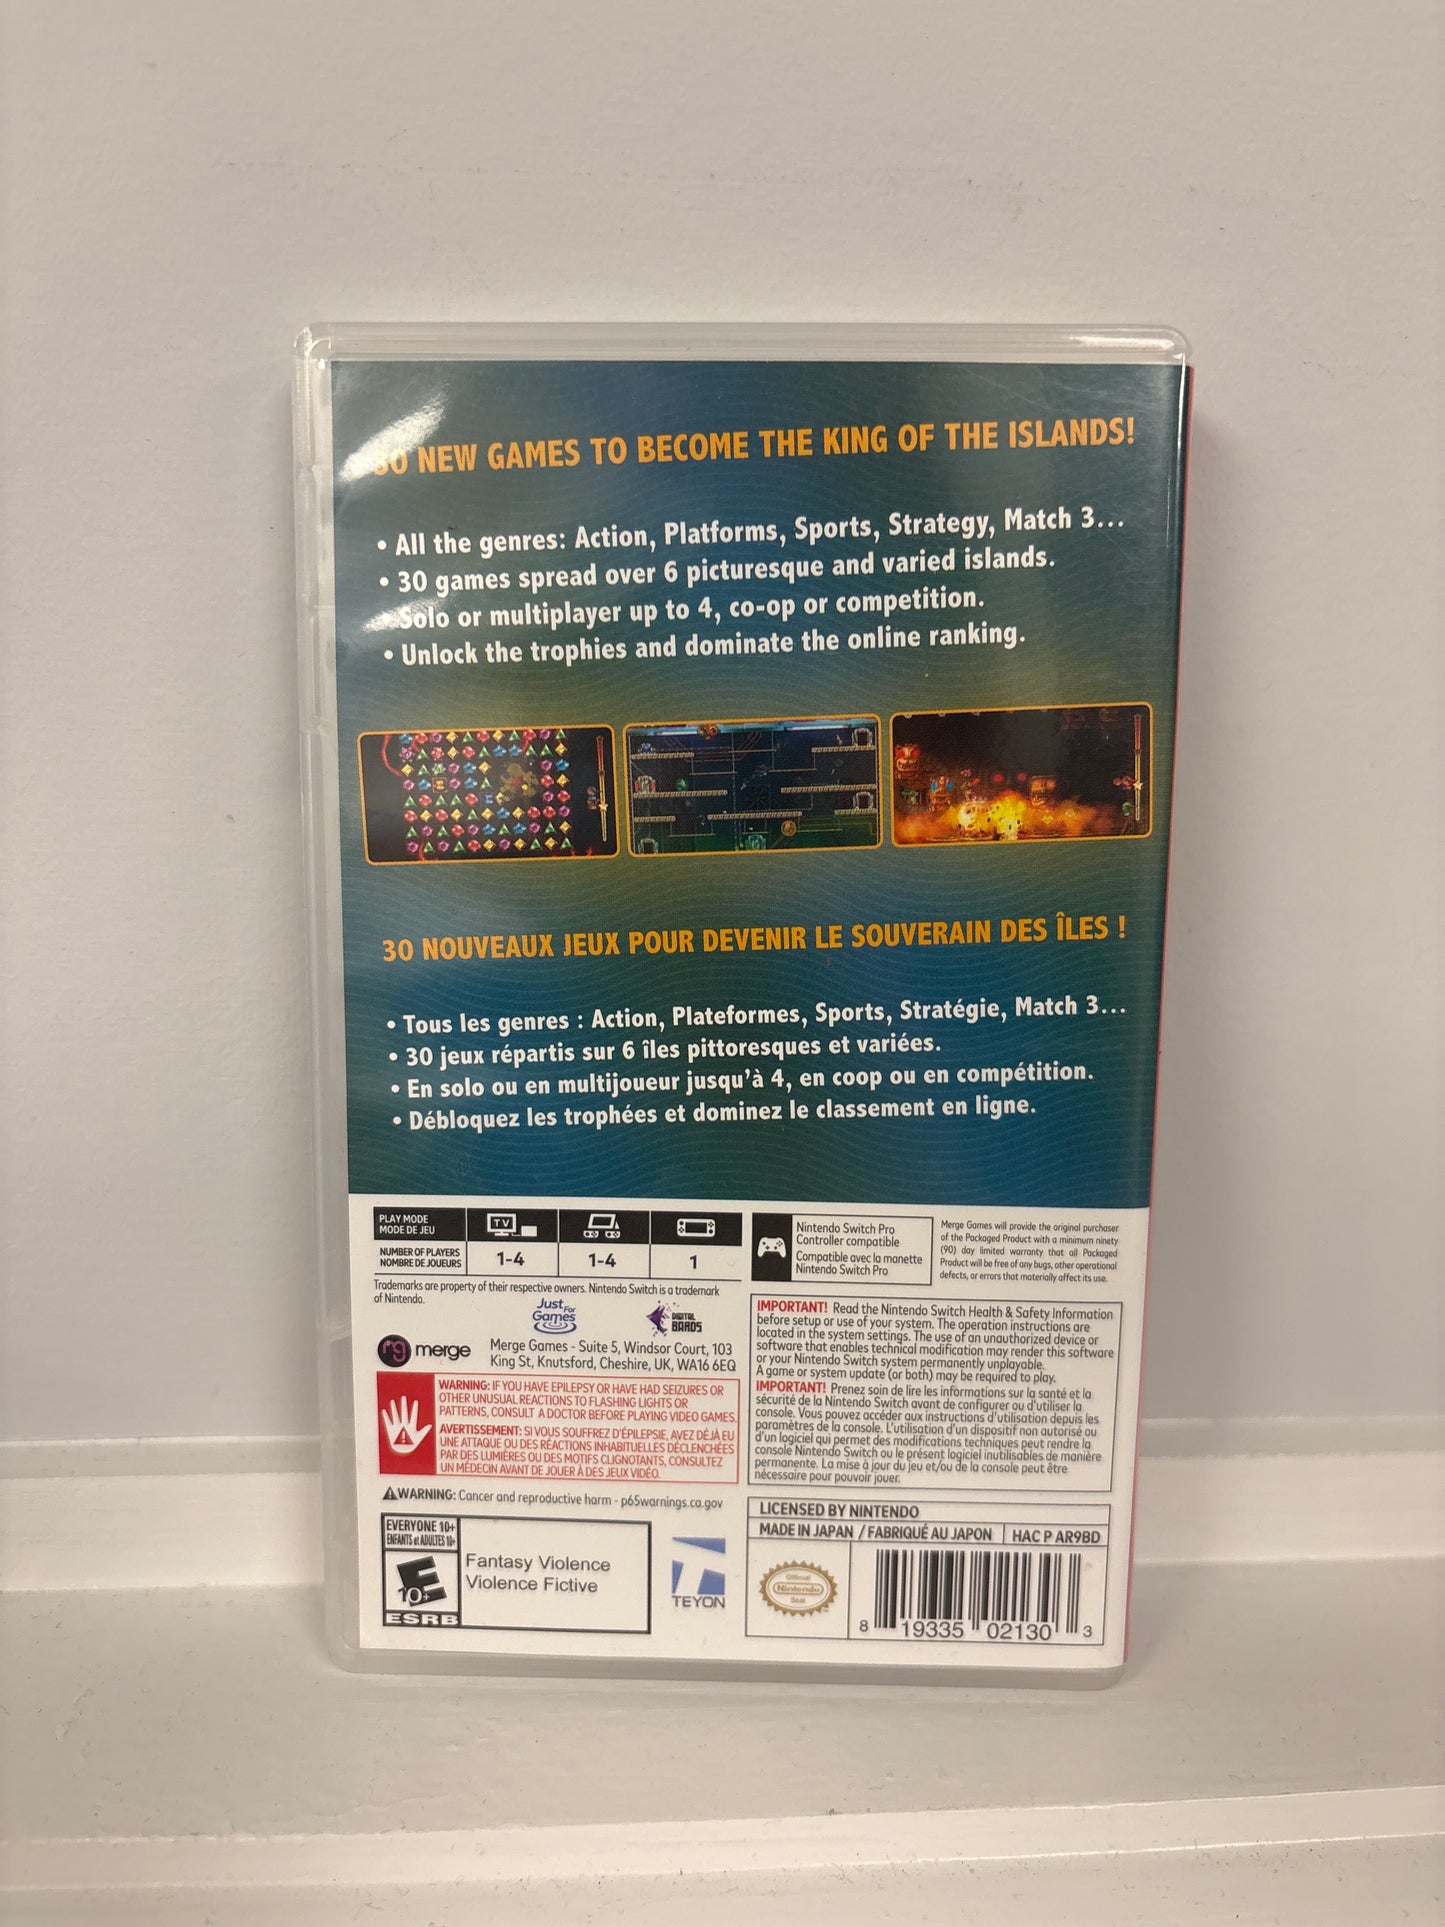 30 NEW GAMES TO BECOME THE KING OF THE ISLANDS!
• All the genres: Action, Platforms, Sports, Strategy, Match 3...
• 30 games spread over 6 picturesque and varied islands.
• Solo or multiplayer up to 4, co-op or competition.
• Unlock the trophies and dominate the online ranking.
30 NOUVEAUX JEUX POUR DEVENIR LE SOUVERAIN DES ÎLES !
• Tous les genres : Action, Plateformes, Sports, Stratégie, Match 3...
• 30 jeux répartis sur 6 îles pittoresques et variées.
• En solo ou en multijoueur jusqu'à 4, en coop ou en compétition.
• Débloquez les trophées et dominez le classement en ligne.
PLAY MODE
MODE DE JEU
TV
NUMBER OF PLAYERS
NOMBRE DE JOUEURS
1-4
1-4
1
Nintendo Switch Pro
Controller compatible
Compatible avec la manette
Nintendo Switch Pro
Merge Games will provide the original purchaser
of the Packaged Product with a minimum ninety
(90) day limited warranty that all Packaged
Product will be free of any bugs, other operational
defects, or errors that materially affect its use.
Trademarks are property of their respective owners. Nintendo Switch is a trademark
of Nintendo.
Just For
Games
DIGITAL
BARDS
mg merge
Merge Games - Suite 5, Windsor Court, 103
King St, Knutsford, Cheshire, UK, WA16 6EQ
WARNING: IF YOU HAVE EPILEPSY OR HAVE HAD SEIZURES OR
OTHER UNUSUAL REACTIONS TO FLASHING LIGHTS OR
PATTERNS, CONSULT A DOCTOR BEFORE PLAYING VIDEO GAMES.
AVERTISSEMENT: SI VOUS SOUFFREZ D'ÉPILEPSIE, AVEZ DÉJÀ EU
UNE ATTAQUE OU DES RÉACTIONS INHABITUELLES DÉCLENCHÉES
PAR DES LUMIÈRES OU DES MOTIFS CLIGNOTANTS, CONSULTEZ
UN MÉDECIN AVANT DE JOUER À DES JEUX VIDÉO.
WARNING: Cancer and reproductive harm - p65warnings.ca.gov
IMPORTANT! Read the Nintendo Switch Health & Safety Information
before setup or use of your system. The operation instructions are
located in the system settings. The use of an unauthorized device or
software that enables technical modification may render this software
or your Nintendo Switch system permanently unplayable.
A game or system update (or both) may be required to play.
IMPORTANT! Prenez soin de lire les informations sur la santé et la
sécurité de la Nintendo Switch avant de configurer ou d'utiliser la
console. Vous pouvez accéder aux instructions d'utilisation depuis les
paramètres de la console. L'utilisation d'un dispositif non autorisé ou
d'un logiciel qui permet des modifications techniques peut rendre la
console Nintendo Switch ou le présent logiciel inutilisables de manière
permanente. La mise à jour du jeu et/ou de la console peut être
nécessaire pour pouvoir jouer.
EVERYONE 10+
ENFANTS et ADULTES 10+
E
10+
ESRB
Fantasy Violence
Violence Fictive
TEYON
LICENSED BY NINTENDO
MADE IN JAPAN / FABRIQUÉ AU JAPON
HAC P AR9BD
Official
Nintendo
Seal
8 19335 02130 3